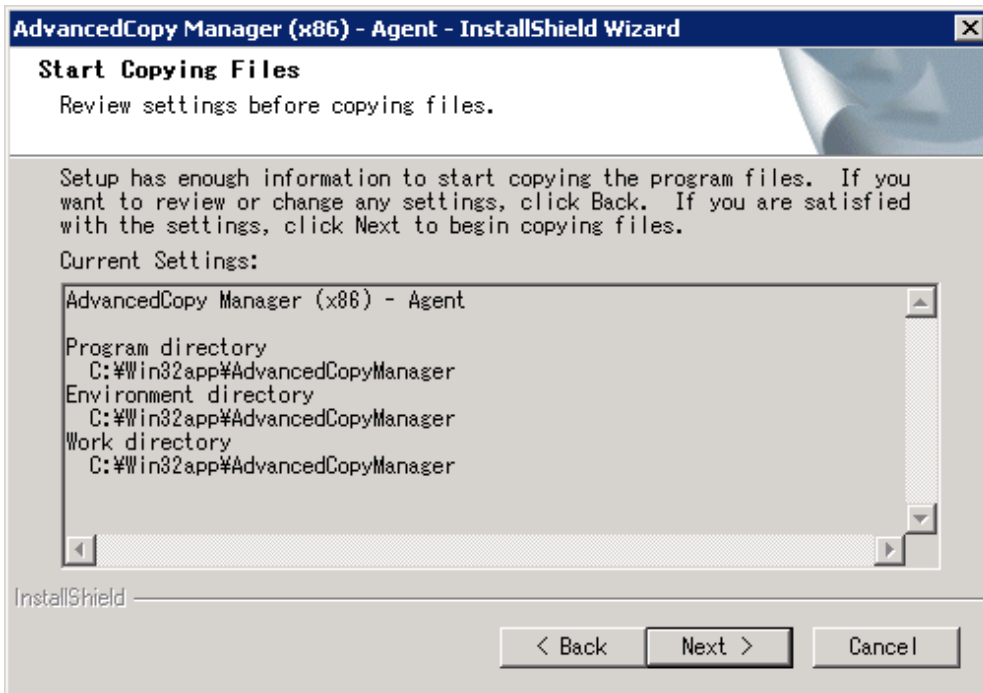 AdvancedCopy Manager (x86) - Agent - InstallShield Wizard
Start Copying Files
Review settings before copying files.
Setup has enough information to start copying the program files.  If you
want to review or change any settings, click Back.  If you are satisfied
with the settings, click Next to begin copying files.
Current Settings:
AdvancedCopy Manager (x86) - Agent
Program directory
C:¥Win32app¥AdvancedCopyManager
Environment directory
C:¥Win32app¥AdvancedCopyManager
Work directory
C:¥Win32app¥AdvancedCopyManager
InstallShield
< Back
Next >
Cancel